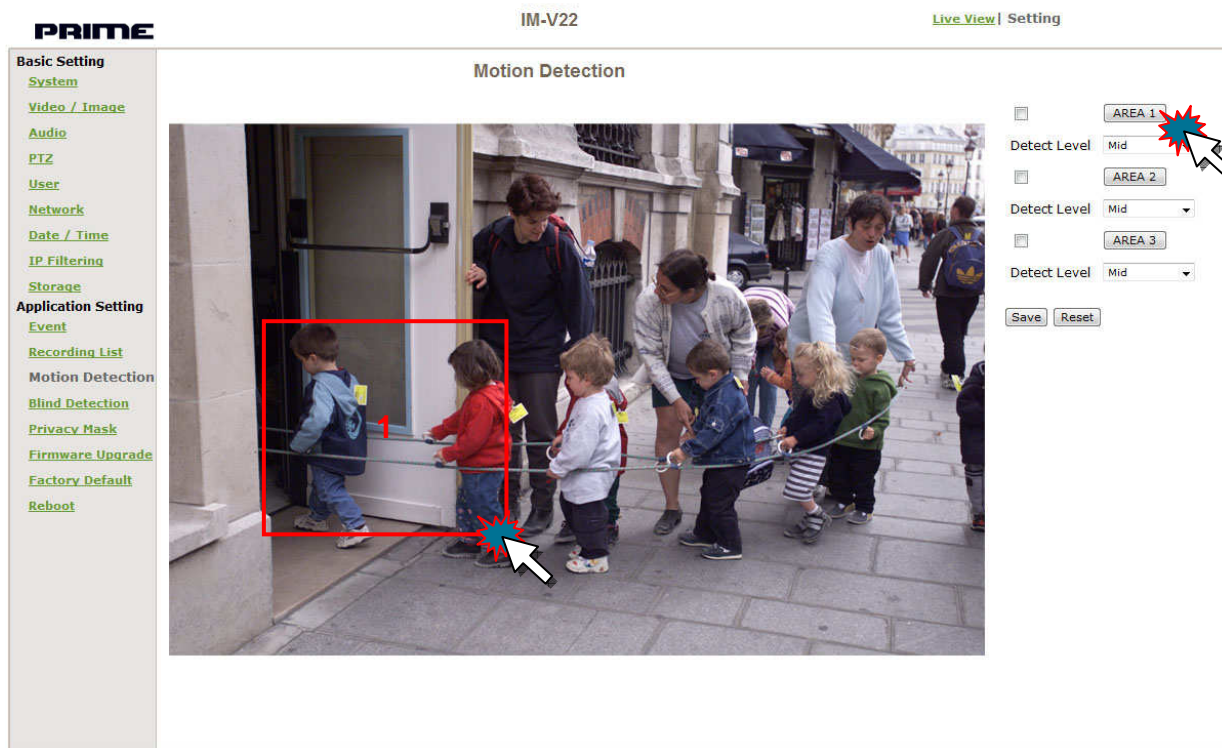 PRIME
IM-V22
Live View | Setting
Basic Setting
System
Video / Image
Audio
PTZ
User
Network
Date / Time
IP Filtering
Storage
Application Setting
Event
Recording List
Motion Detection
Blind Detection
Privacy Mask
Firmware Upgrade
Factory Default
Reboot
Motion Detection
1
AREA 1
Detect Level Mid
AREA 2
Detect Level Mid
AREA 3
Detect Level Mid
Save Reset